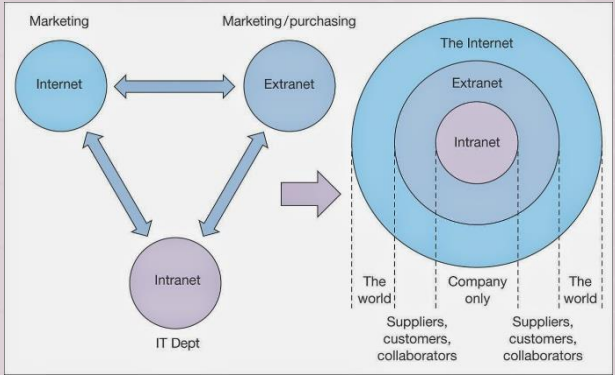 Marketing
Marketing/purchasing
Internet
Extranet
Intranet
IT Dept
The Internet
Extranet
Intranet
The
world
Company
only
The
world
Suppliers,
customers,
collaborators
Suppliers,
customers,
collaborators